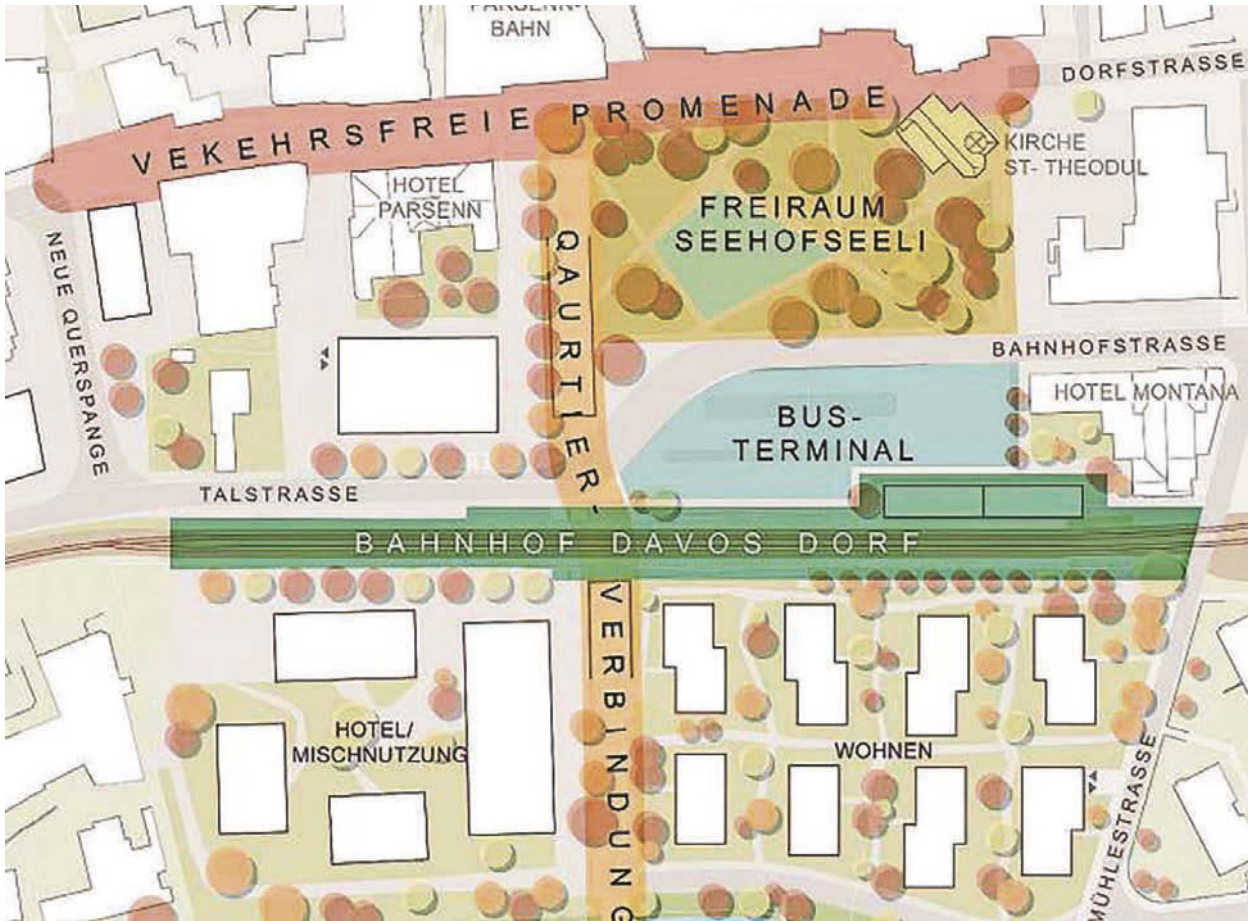 PARSENN-
BAHN
DORFSTRASSE
VEKEHRSFREIE PROMENADE
KIRCHE
ST- THEODUL
HOTEL
PARSENN
FREIRAUM
SEEHOFSEELI
NEUE QUERSPANGE
QAURTIER-
BAHNHOFSTRASSE
HOTEL MONTANA
BUS-
TERMINAL
TALSTRASSE
BAHNHOF DAVOS DORF
VERBINDUNG
HOTEL/
MISCHNUTZUNG
WOHNEN
MÜHLESTRASSE